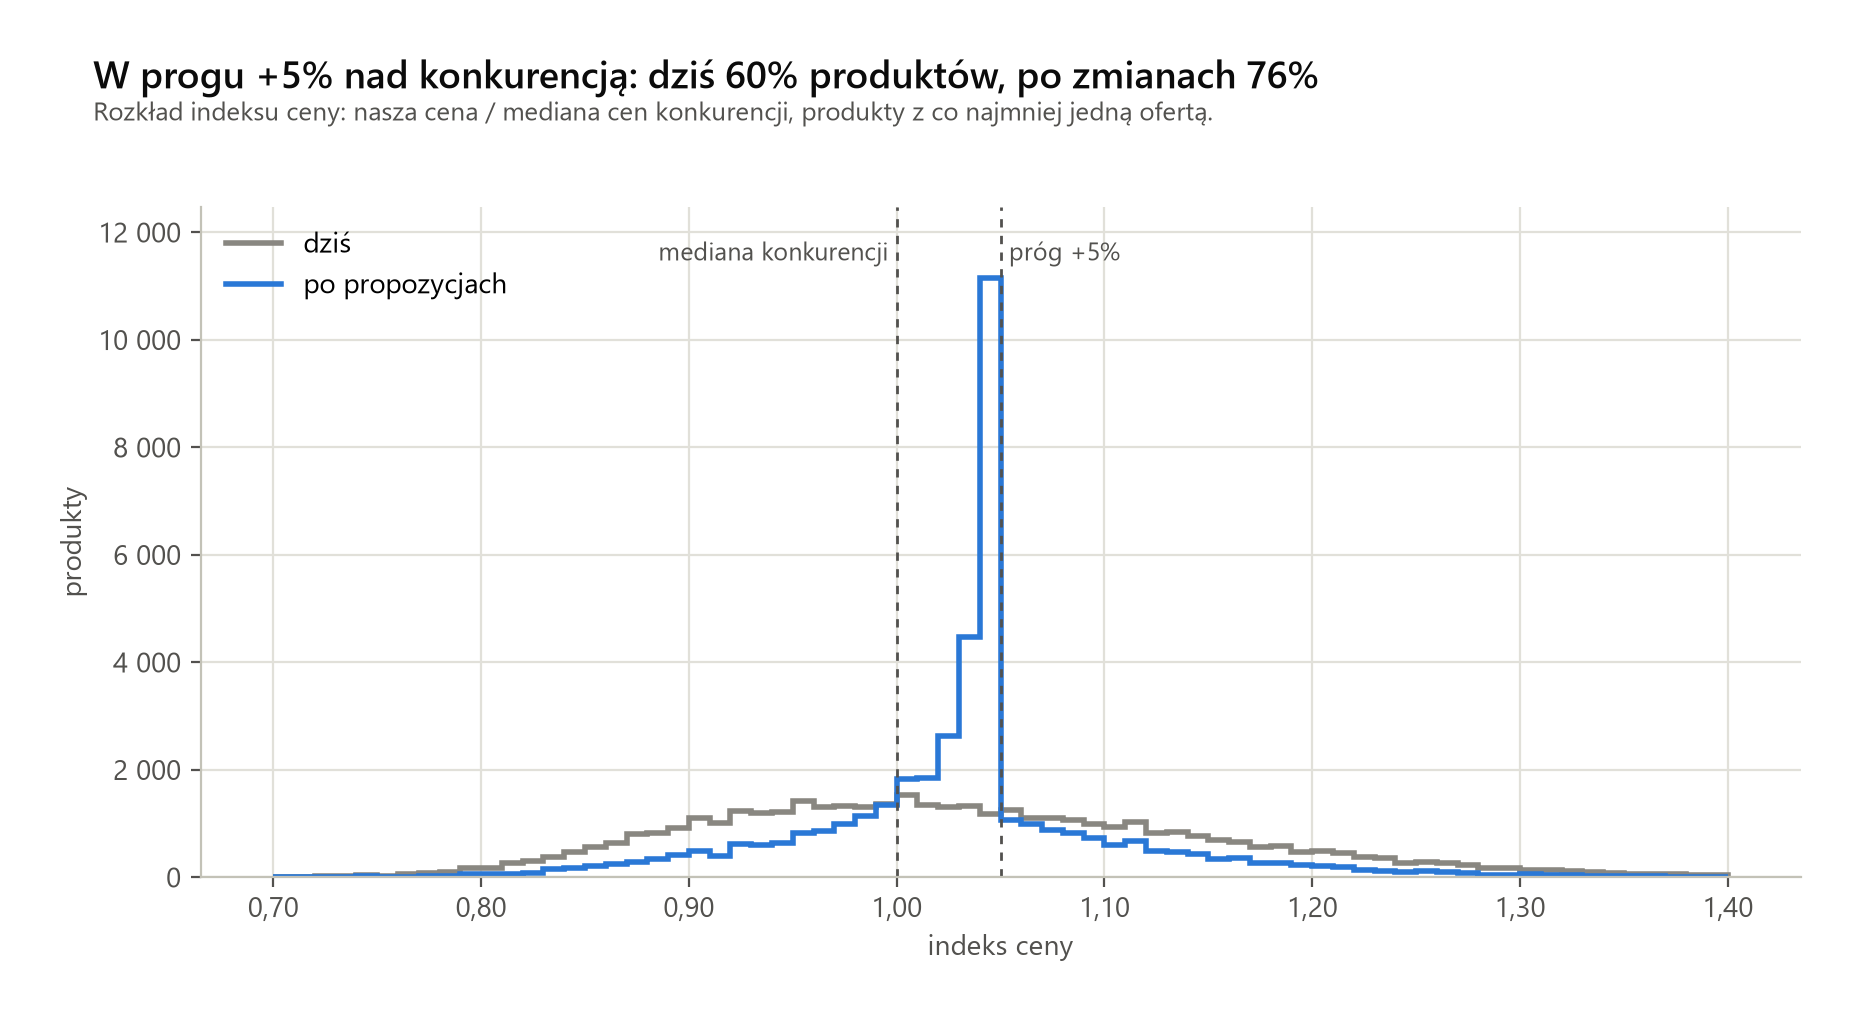 W progu +5% nad konkurencją: dziś 60% produktów, po zmianach 76%
Rozkład indeksu ceny: nasza cena / mediana cen konkurencji, produkty z co najmniej jedną ofertą.
dziś
po propozycjach
mediana konkurencji
próg +5%
12 000
10 000
8 000
6 000
4 000
2 000
0
produkty
0,70
0,80
0,90
1,00
1,10
1,20
1,30
1,40
indeks ceny